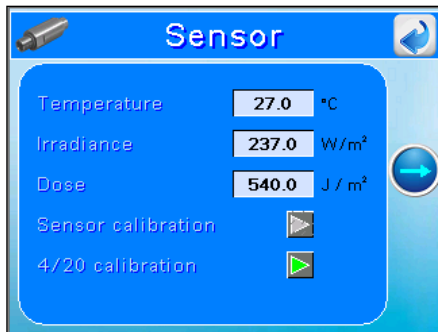 Sensor
Temperature 27.0 °C
Irradiance 237.0 W/m²
Dose 540.0 J / m²
Sensor calibration
4/20 calibration